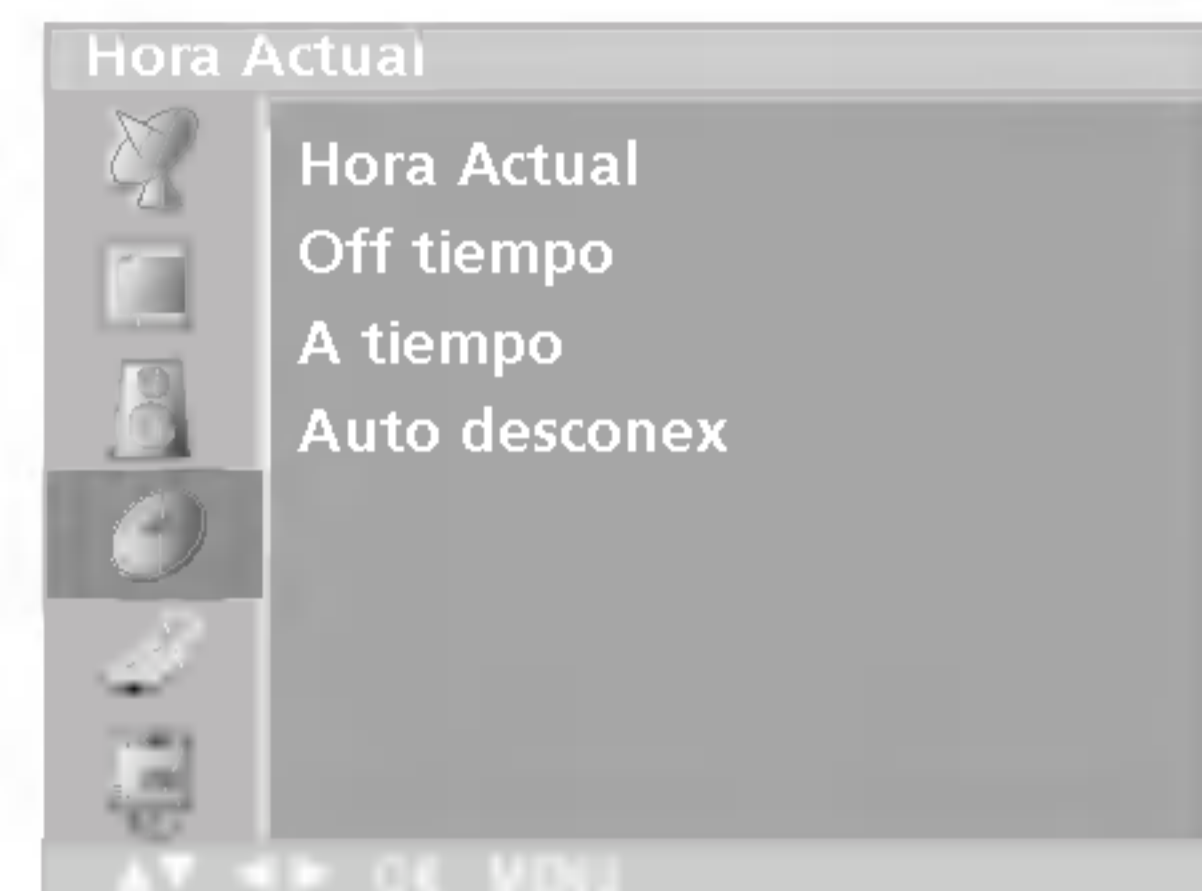 Hora Actual
Hora Actual
Off tiempo
A tiempo
Auto desconex
▲▼ ◄► OK MENU